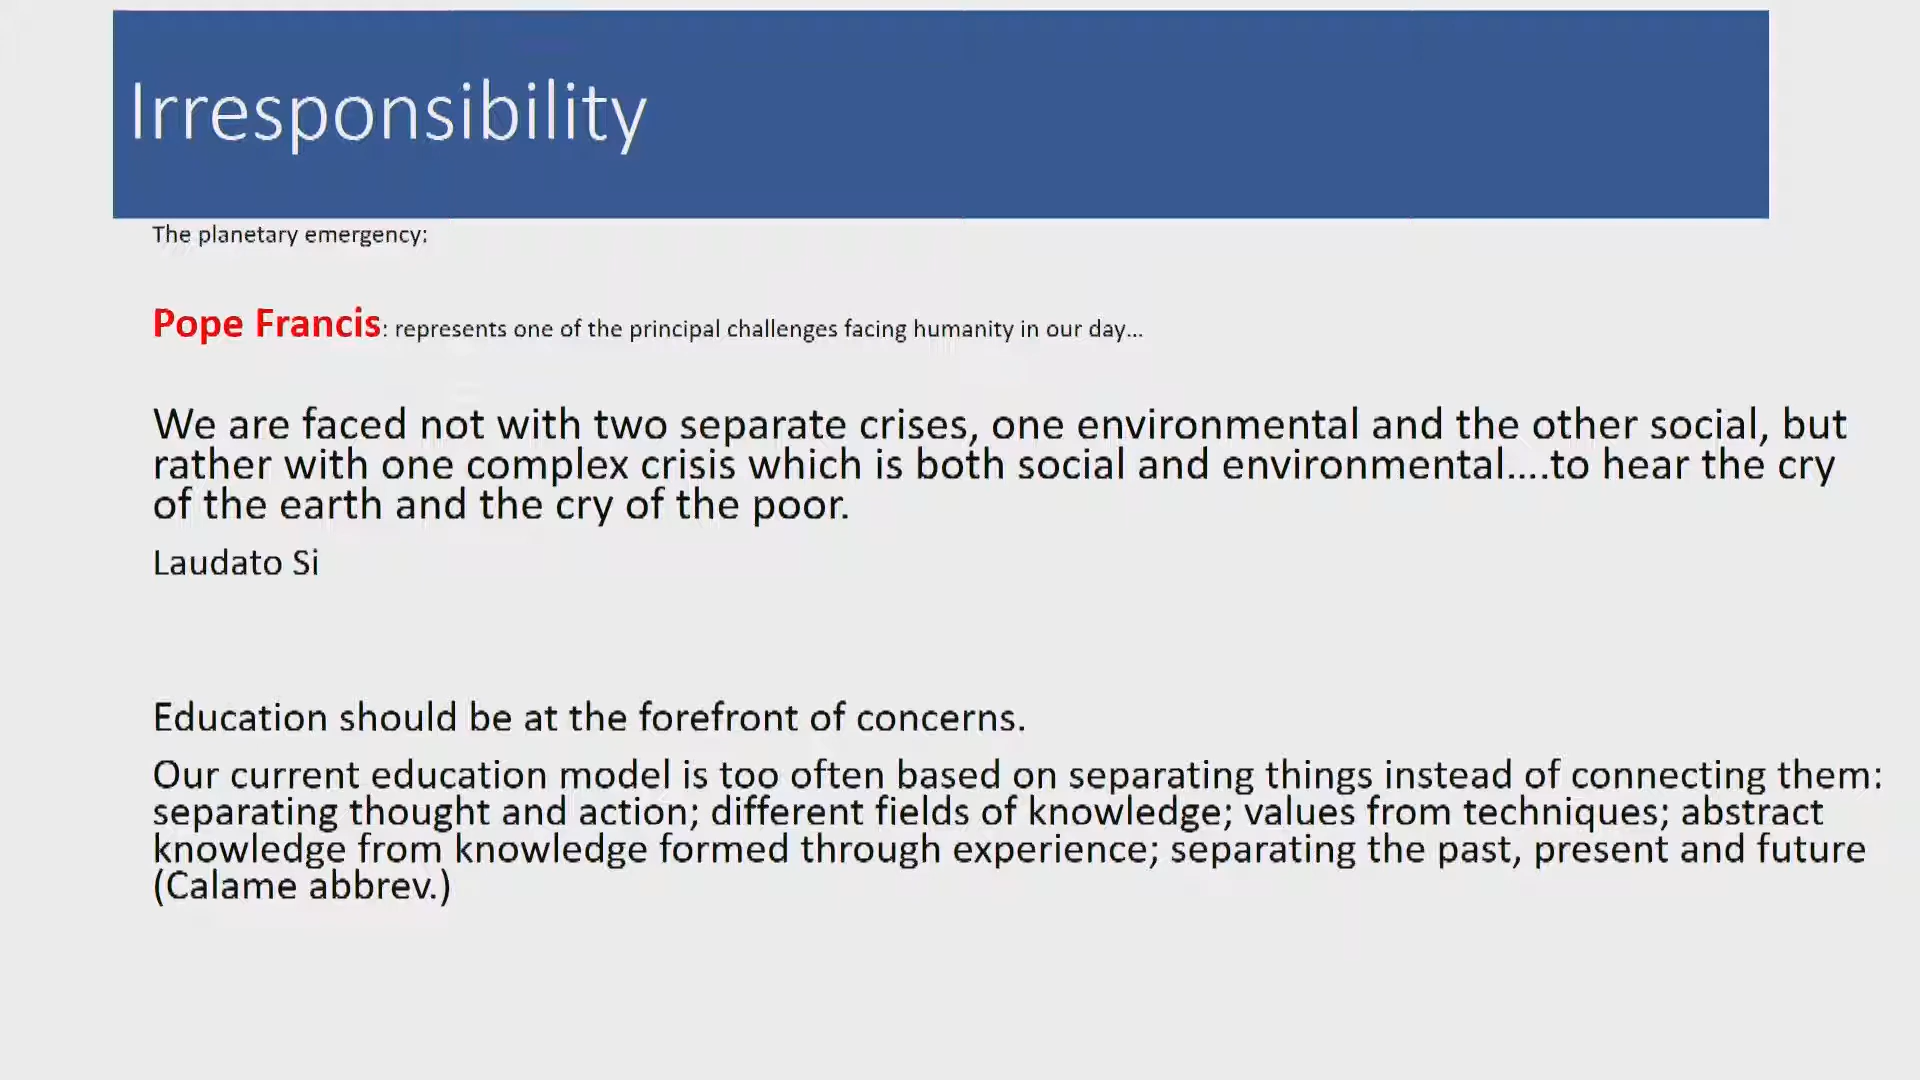 Irresponsibility
The planetary emergency:
Pope Francis: represents one of the principal challenges facing humanity in our day...
We are faced not with two separate crises, one environmental and the other social, but
rather with one complex crisis which is both social and environmental....to hear the cry
of the earth and the cry of the poor.
Laudato Si
Education should be at the forefront of concerns.
Our current education model is too often based on separating things instead of connecting them:
separating thought and action; different fields of knowledge; values from techniques; abstract
knowledge from knowledge formed through experience; separating the past, present and future
(Calame abbrev.)